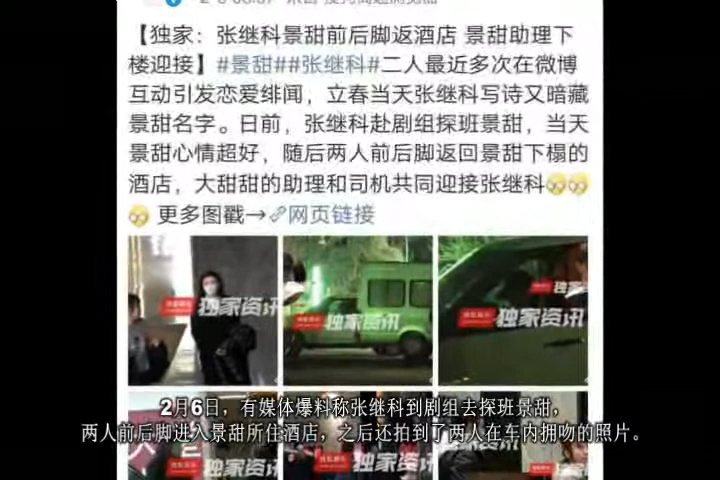 【独家：张继科景甜前后脚返酒店 景甜助理下
楼迎接】#景甜##张继科#二人最近多次在微博
互动引发恋爱绯闻，立春当天张继科写诗又暗藏
景甜名字。日前，张继科赴剧组探班景甜，当天
景甜心情超好，随后两人前后脚返回景甜下榻的
酒店，大甜甜的助理和司机共同迎接张继科
更多图戳→网页链接
独家资讯
独家资讯
独家资讯
独家资
2月6日，有媒体爆料称张继科到剧组去探班景甜，
两人前后脚进入景甜所住酒店，之后还拍到了两人在车内拥吻的照片。
独家资讯
独家资讯
独家资